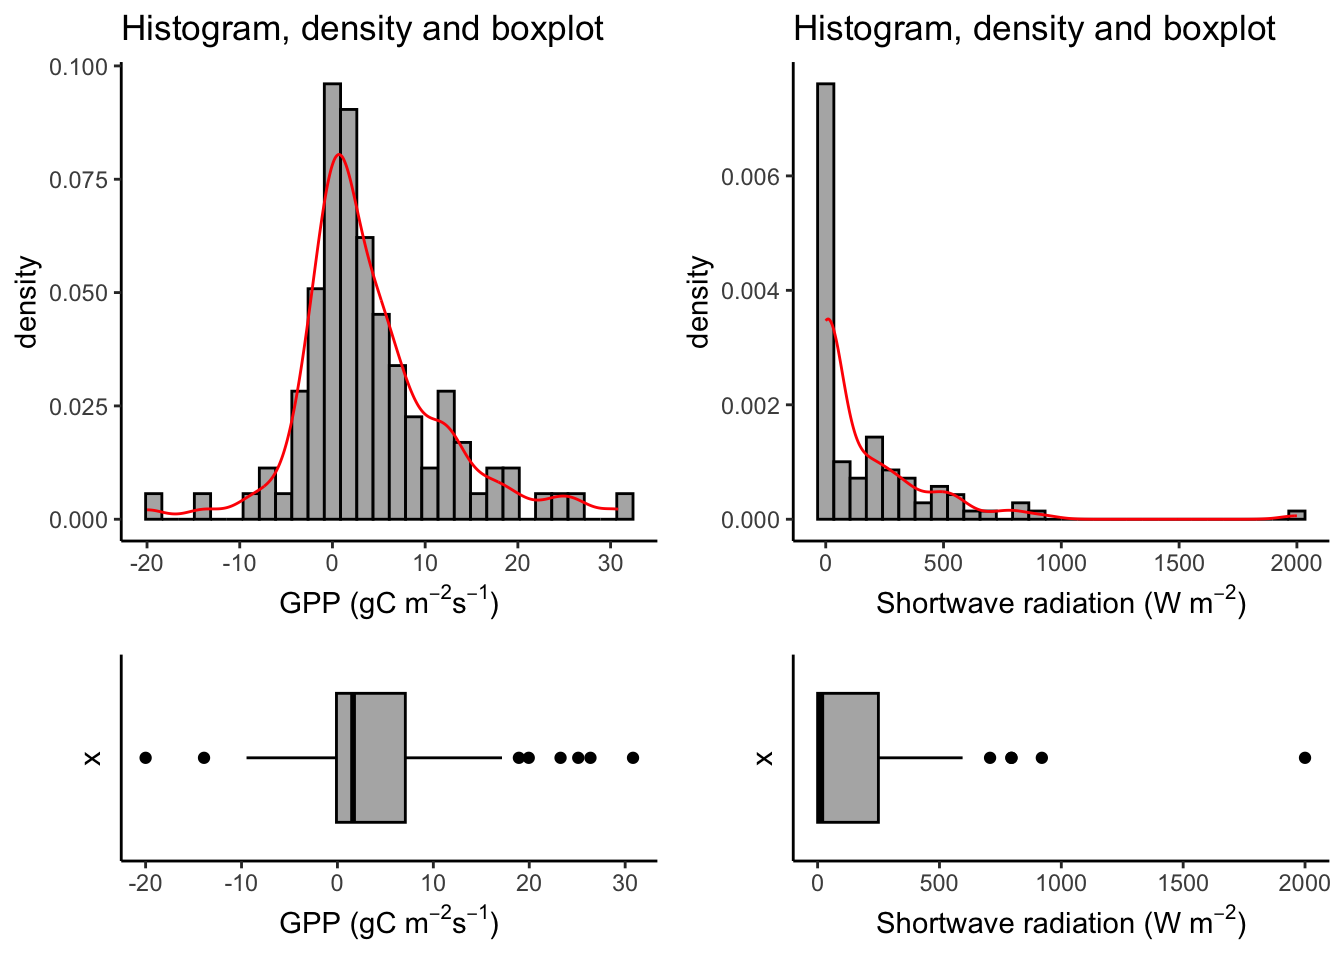 Histogram, density and boxplot
0.100
0.075
0.050
0.025
0.000
density
-20 -10 0 10 20 30
GPP (gC m⁻²s⁻¹)
Histogram, density and boxplot
0.006
0.004
0.002
0.000
density
0 500 1000 1500 2000
Shortwave radiation (W m⁻²)
x
-20 -10 0 10 20 30
GPP (gC m⁻²s⁻¹)
x
0 500 1000 1500 2000
Shortwave radiation (W m⁻²)